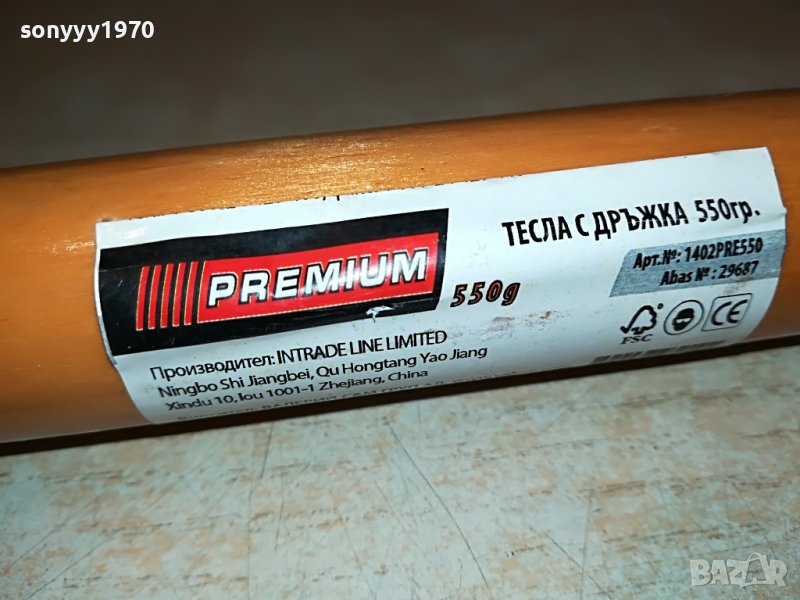 sonyyy1970
PREMIUM
550g
ТЕСЛА С ДРЪЖКА 550гр.
Арт.№: 1402PRE550
Abas № : 29687
FSC
CE
Производител: INTRADE LINE LIMITED
Ningbo Shi Jiangbei, Qu Hongtang Yao Jiang
Xindu 10, lou 1001-1 Zhejiang, China
BAZAR